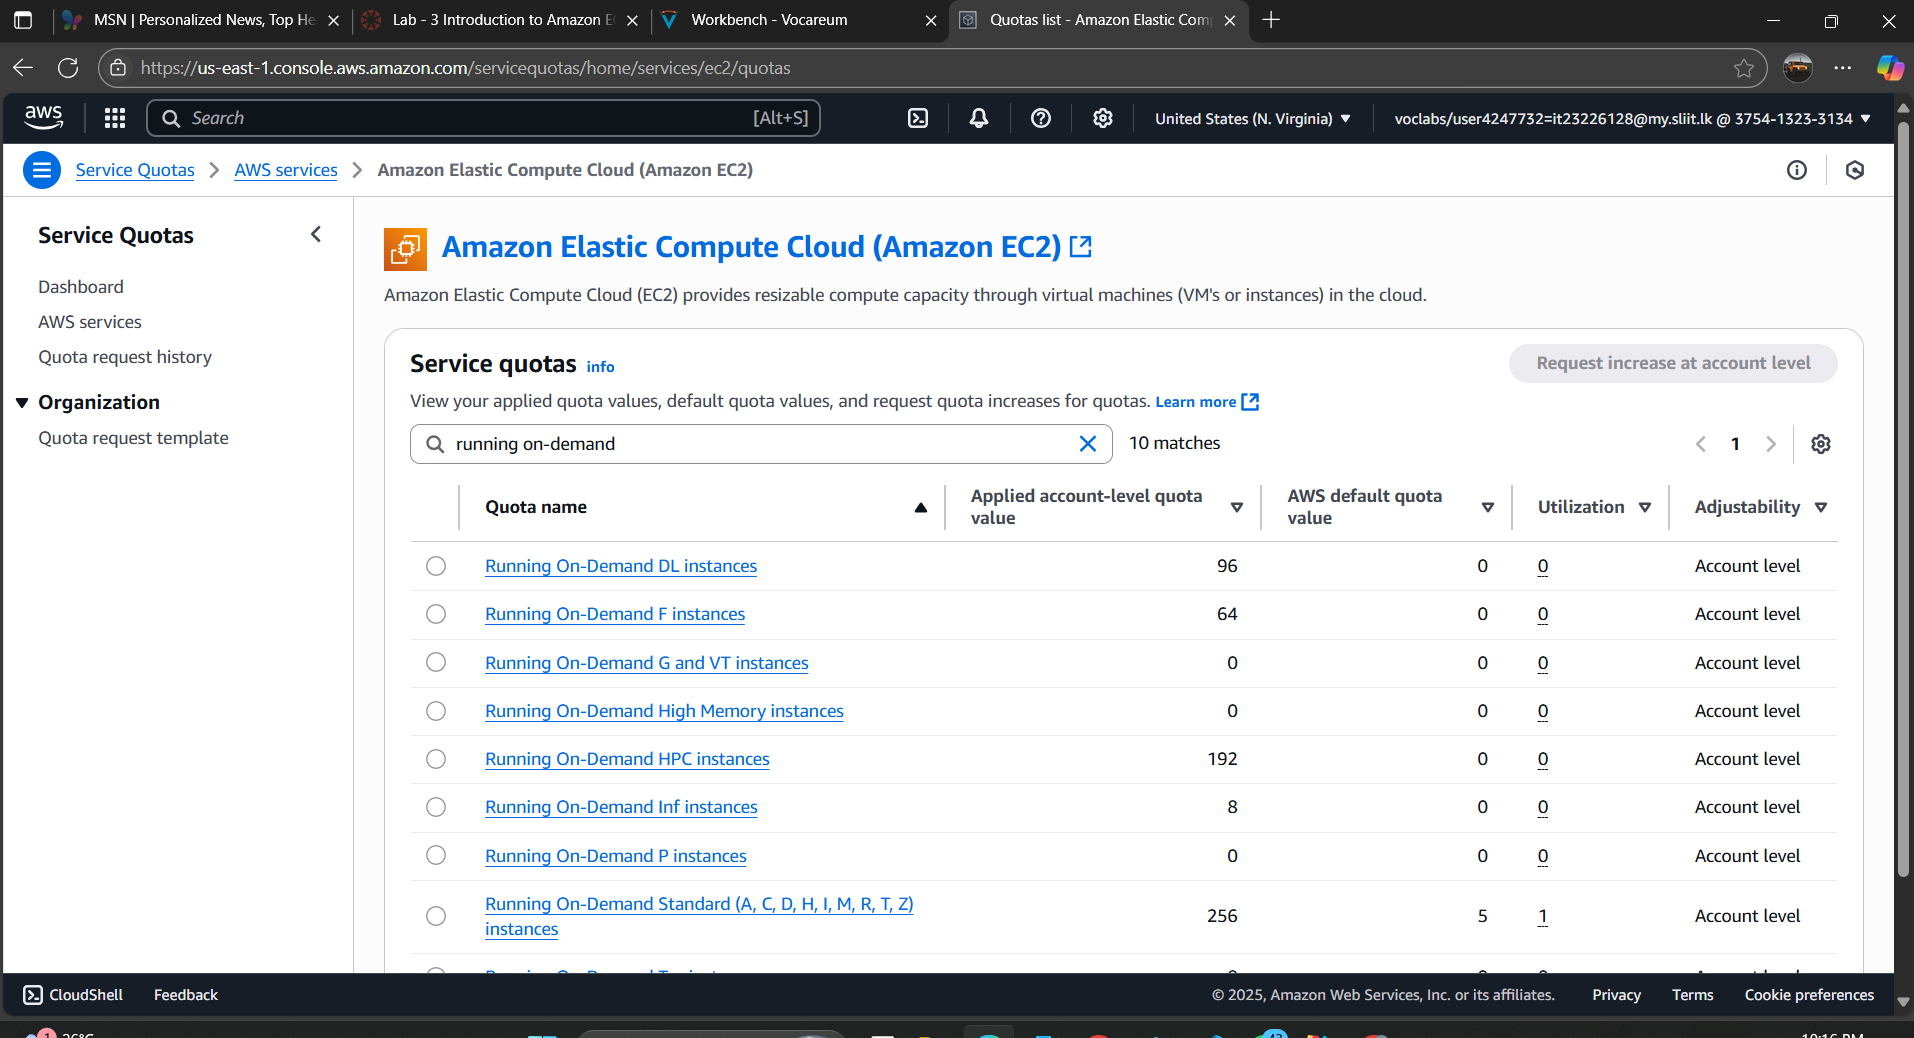 MSN | Personalized News, Top He
Lab - 3 Introduction to Amazon E
Workbench - Vocareum
Quotas list - Amazon Elastic Comp
https://us-east-1.console.aws.amazon.com/servicequotas/home/services/ec2/quotas
aws
Search
[Alt+S]
United States (N. Virginia)
voclabs/user4247732=it23226128@my.sliit.lk @ 3754-1323-3134
Service Quotas
AWS services
Amazon Elastic Compute Cloud (Amazon EC2)
Service Quotas
Dashboard
AWS services
Quota request history
Organization
Quota request template
Amazon Elastic Compute Cloud (Amazon EC2)
Amazon Elastic Compute Cloud (EC2) provides resizable compute capacity through virtual machines (VM's or instances) in the cloud.
Service quotas info
Request increase at account level
View your applied quota values, default quota values, and request quota increases for quotas. Learn more
running on-demand
10 matches
1
Quota name
Applied account-level quota value
AWS default quota value
Utilization
Adjustability
Running On-Demand DL instances 96 0 0 Account level
Running On-Demand F instances 64 0 0 Account level
Running On-Demand G and VT instances 0 0 0 Account level
Running On-Demand High Memory instances 0 0 0 Account level
Running On-Demand HPC instances 192 0 0 Account level
Running On-Demand Inf instances 8 0 0 Account level
Running On-Demand P instances 0 0 0 Account level
Running On-Demand Standard (A, C, D, H, I, M, R, T, Z) instances 256 5 1 Account level
CloudShell
Feedback
© 2025, Amazon Web Services, Inc. or its affiliates.
Privacy
Terms
Cookie preferences